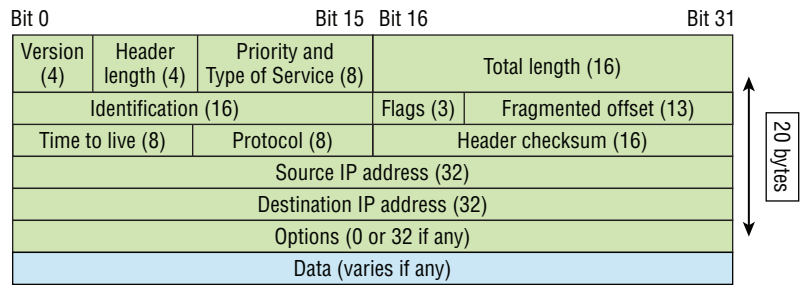 Bit 0 Bit 15 Bit 16 Bit 31
Version
(4)
Header
length (4)
Priority and
Type of Service (8)
Total length (16)
Identification (16)
Flags (3)
Fragmented offset (13)
Time to live (8)
Protocol (8)
Header checksum (16)
Source IP address (32)
Destination IP address (32)
Options (0 or 32 if any)
Data (varies if any)
20 bytes